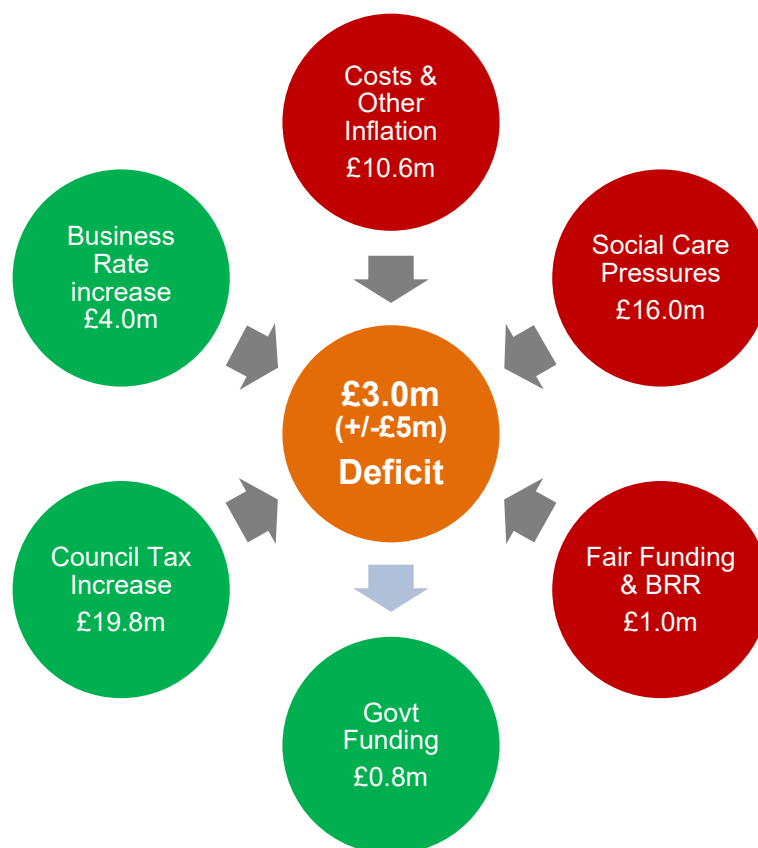 Costs &
Other
Inflation
£10.6m
Business
Rate
increase
£4.0m
Social Care
Pressures
£16.0m
£3.0m
(+/-£5m)
Deficit
Council Tax
Increase
£19.8m
Fair Funding
& BRR
£1.0m
Govt
Funding
£0.8m